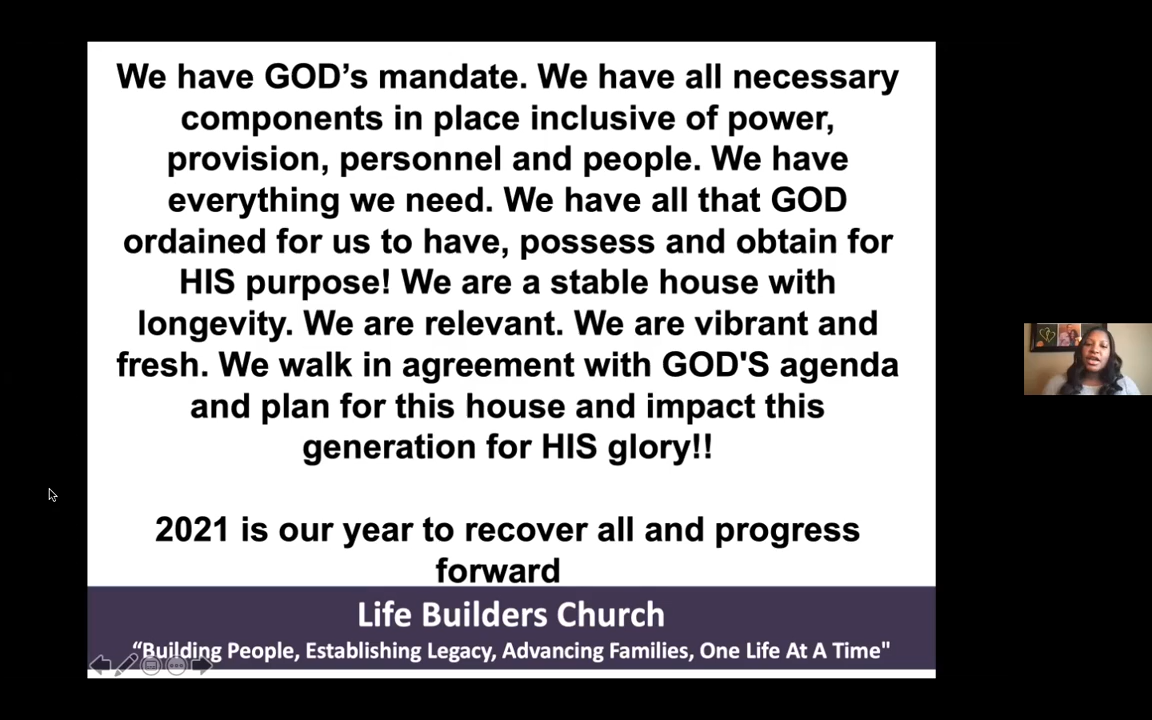 We have GOD’s mandate. We have all necessary
components in place inclusive of power,
provision, personnel and people. We have
everything we need. We have all that GOD
ordained for us to have, possess and obtain for
HIS purpose! We are a stable house with
longevity. We are relevant. We are vibrant and
fresh. We walk in agreement with GOD'S agenda
and plan for this house and impact this
generation for HIS glory!!
2021 is our year to recover all and progress
forward
Life Builders Church
“Building People, Establishing Legacy, Advancing Families, One Life At A Time"